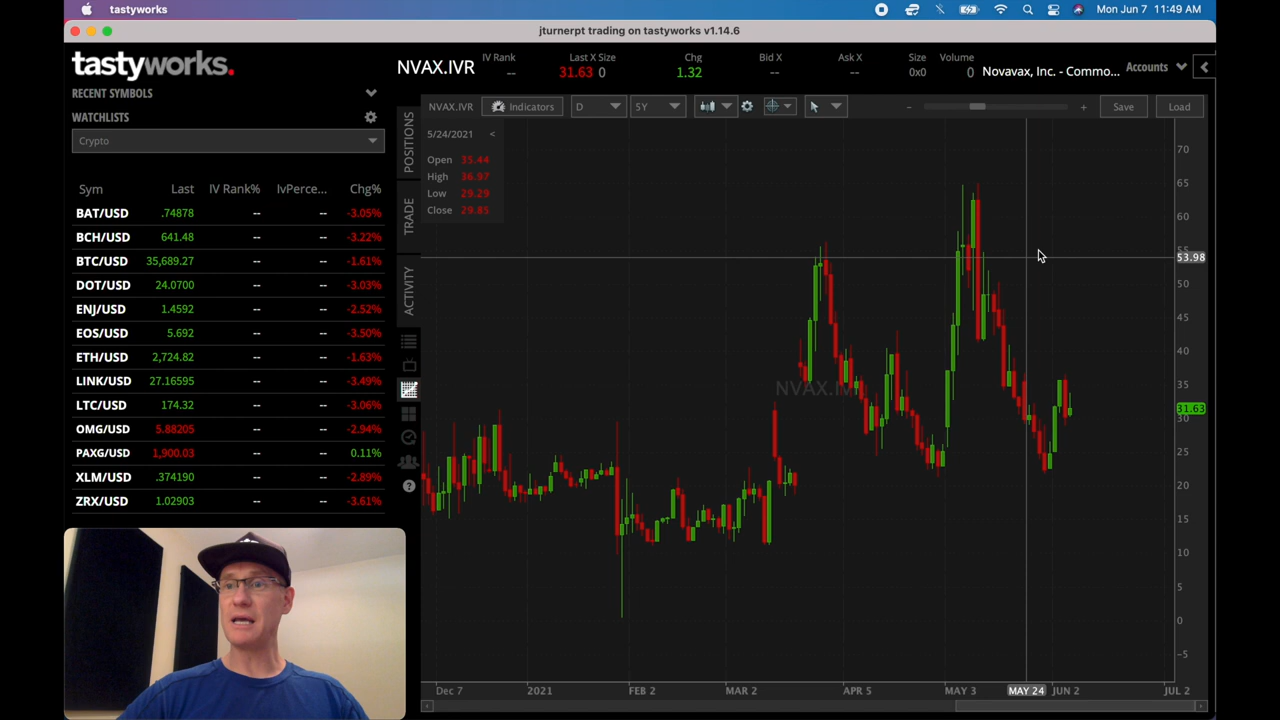 tastyworks
Mon Jun 7 11:49 AM
jturnerpt trading on tastyworks v1.14.6
tastyworks.
RECENT SYMBOLS
WATCHLISTS
Crypto
Sym Last IV Rank% IvPerce... Chg%
BAT/USD .74878 -- -- -3.05%
BCH/USD 641.48 -- -- -3.22%
BTC/USD 35,689.27 -- -- -1.61%
DOT/USD 24.0700 -- -- -3.03%
ENJ/USD 1.4592 -- -- -2.52%
EOS/USD 5.692 -- -- -3.50%
ETH/USD 2,724.82 -- -- -1.63%
LINK/USD 27.16595 -- -- -3.49%
LTC/USD 174.32 -- -- -3.06%
OMG/USD 5.88205 -- -- -2.94%
PAXG/USD 1,900.03 -- -- 0.11%
XLM/USD .374190 -- -- -2.89%
ZRX/USD 1.02903 -- -- -3.61%
NVAX.IVR
IV Rank Last X Size Chg Bid X Ask X Size Volume
-- 31.63 0 1.32 -- -- 0x0 0
Novavax, Inc. - Commo...
Accounts
POSITIONS
TRADE
ACTIVITY
NVAX.IVR Indicators D 5Y - + Save Load
5/24/2021 <
Open 35.44
High 36.97
Low 29.29
Close 29.85
70
65
60
55
53.98
50
45
40
35
31.63
30
25
20
15
10
5
0
-5
Dec 7 2021 FEB 2 MAR 2 APR 5 MAY 3 MAY 24 JUN 2 JUL 2